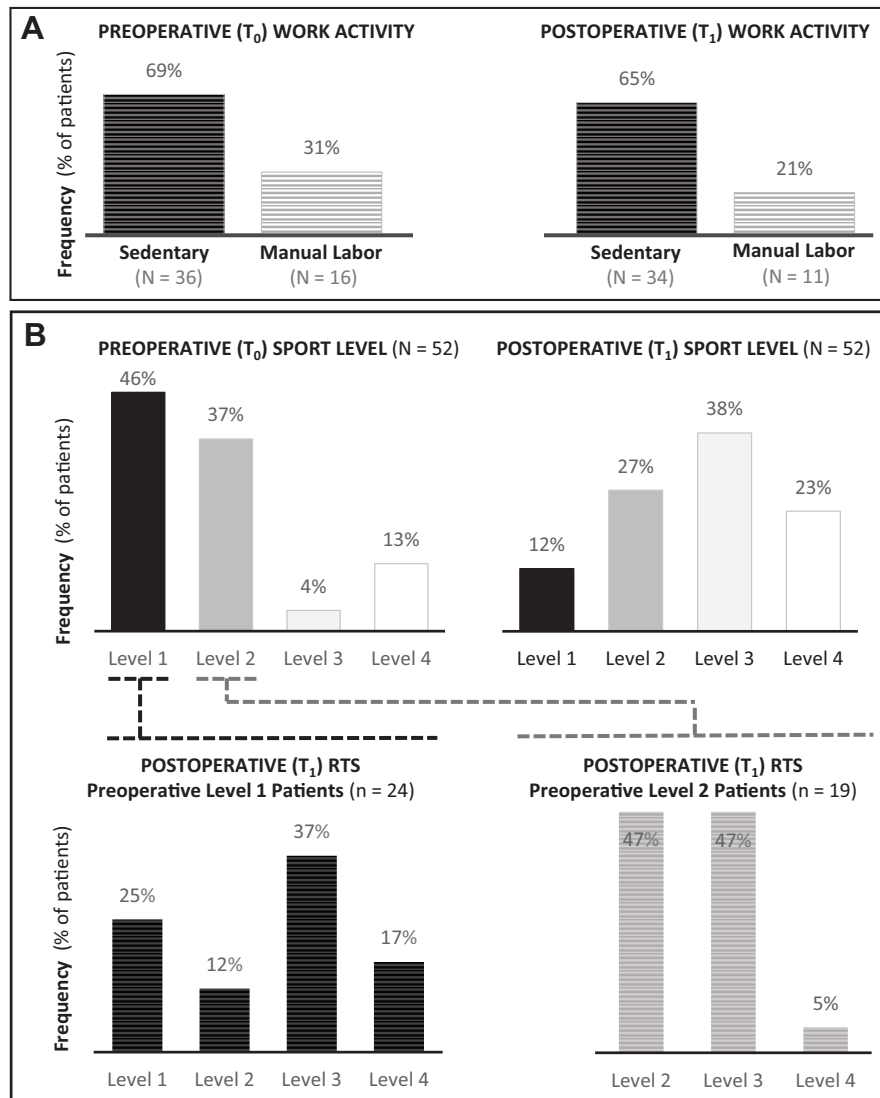 A
PREOPERATIVE (T0) WORK ACTIVITY
POSTOPERATIVE (T1) WORK ACTIVITY
Frequency (% of patients)
69%
31%
65%
21%
Sedentary
(N = 36)
Manual Labor
(N = 16)
Sedentary
(N = 34)
Manual Labor
(N = 11)
B
PREOPERATIVE (T0) SPORT LEVEL (N = 52)
Frequency (% of patients)
46%
37%
4%
13%
Level 1 Level 2 Level 3 Level 4
POSTOPERATIVE (T1) SPORT LEVEL (N = 52)
12%
27%
38%
23%
Level 1 Level 2 Level 3 Level 4
POSTOPERATIVE (T1) RTS
Preoperative Level 1 Patients (n = 24)
Frequency (% of patients)
25%
12%
37%
17%
Level 1 Level 2 Level 3 Level 4
POSTOPERATIVE (T1) RTS
Preoperative Level 2 Patients (n = 19)
47%
47%
5%
Level 2 Level 3 Level 4